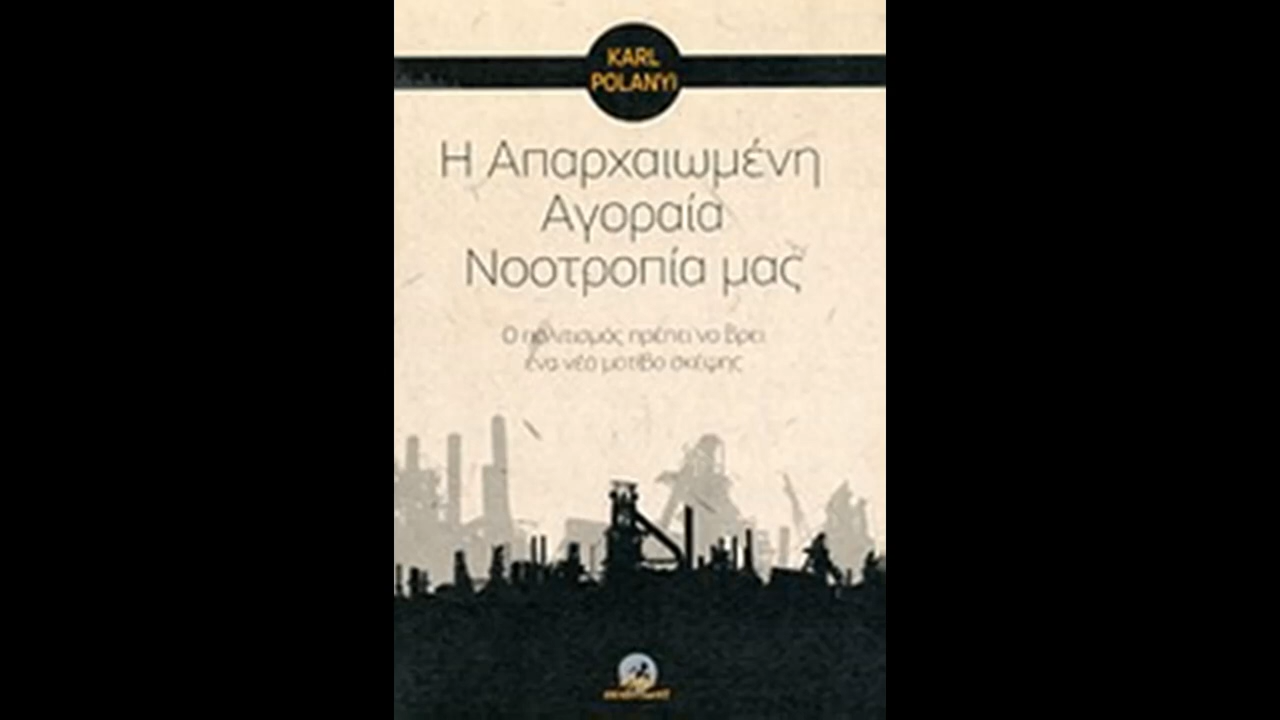 KARL
POLANYI
Η Απαρχαιωμένη
Αγοραία
Νοοτροπία μας
Ο πολιτισμός πρέπει να βρει
ένα νέο μοτίβο σκέψης